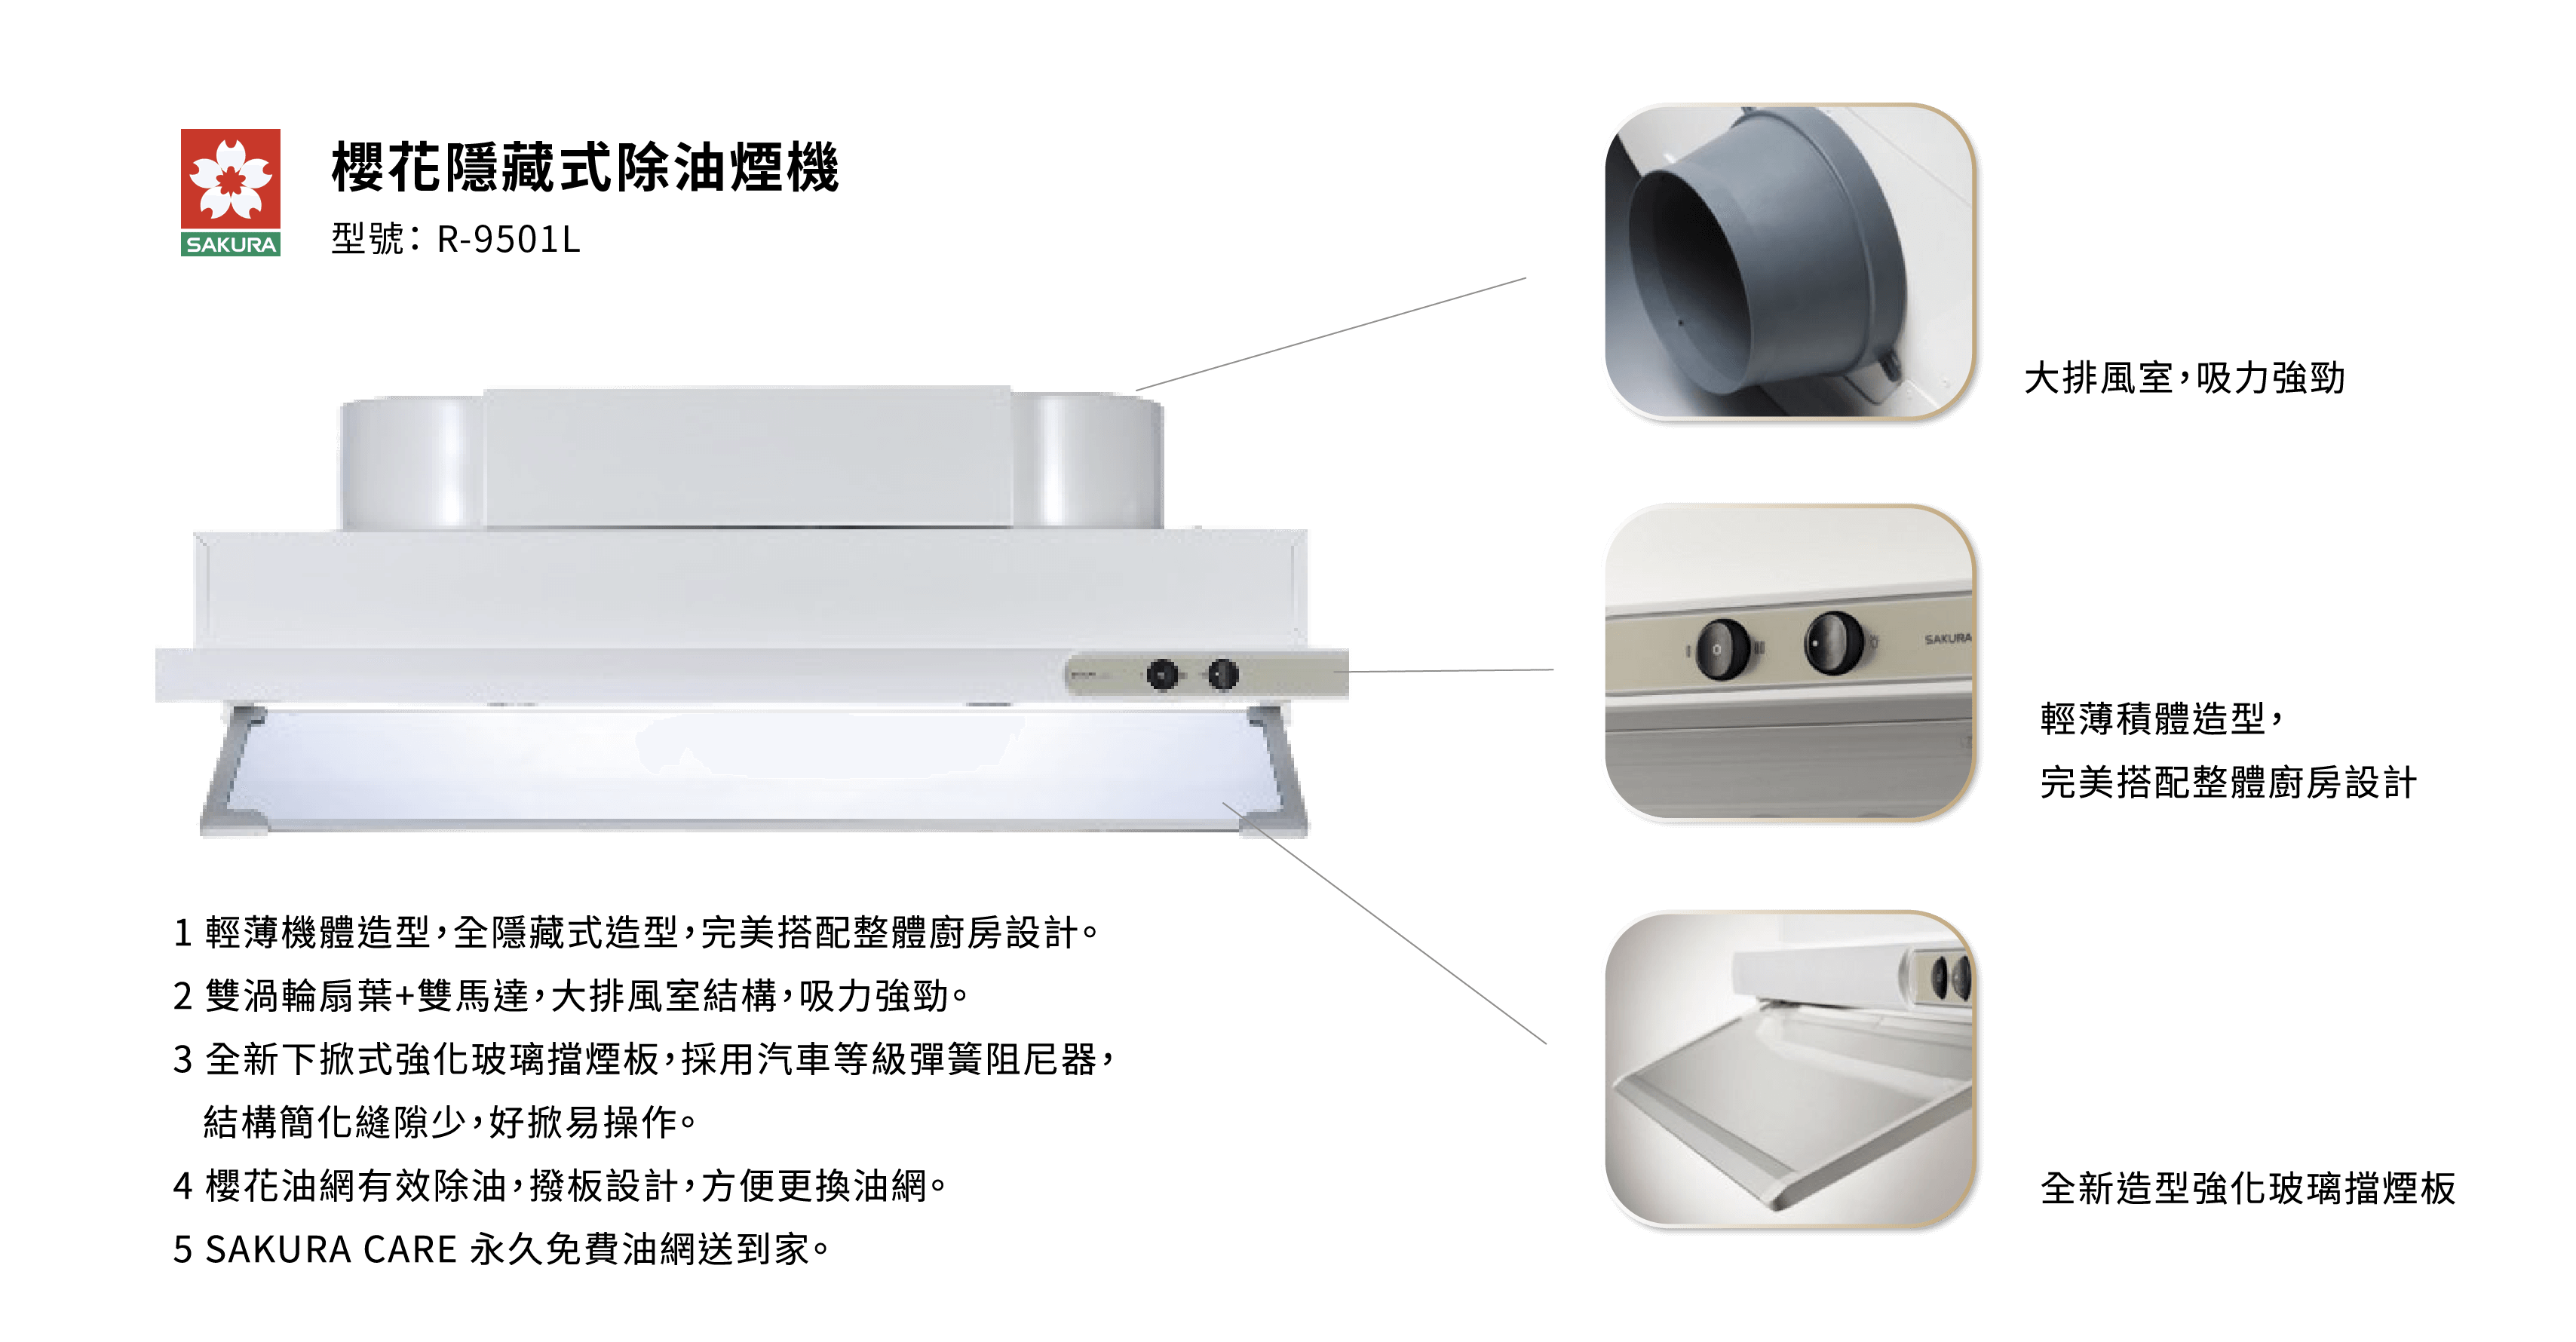 SAKURA
櫻花隱藏式除油煙機
型號：R-9501L
大排風室，吸力強勁
SAKURA
輕薄積體造型，
完美搭配整體廚房設計
1 輕薄機體造型，全隱藏式造型，完美搭配整體廚房設計。
2 雙渦輪扇葉+雙馬達，大排風室結構，吸力強勁。
3 全新下掀式強化玻璃擋煙板，採用汽車等級彈簧阻尼器，
結構簡化縫隙少，好掀易操作。
4 櫻花油網有效除油，撥板設計，方便更換油網。
5 SAKURA CARE 永久免費油網送到家。
全新造型強化玻璃擋煙板